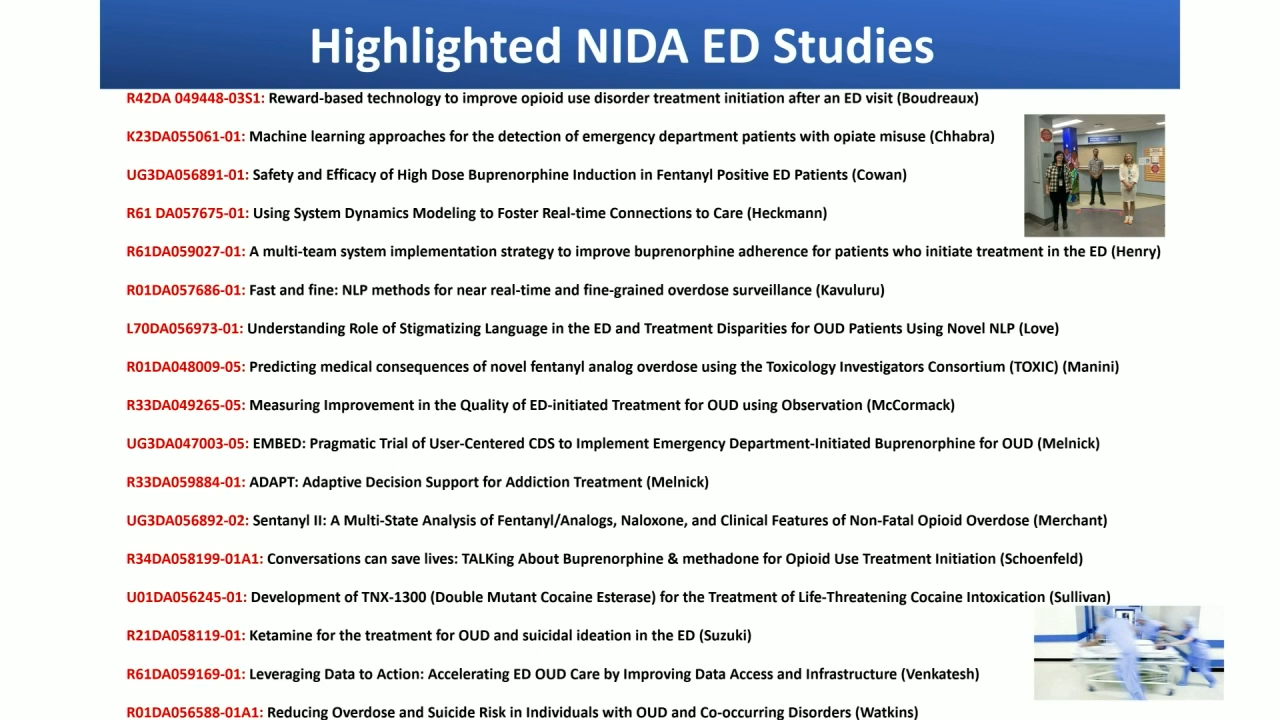 Highlighted NIDA ED Studies
R42DA 049448-03S1: Reward-based technology to improve opioid use disorder treatment initiation after an ED visit (Boudreaux)
K23DA055061-01: Machine learning approaches for the detection of emergency department patients with opiate misuse (Chhabra)
UG3DA056891-01: Safety and Efficacy of High Dose Buprenorphine Induction in Fentanyl Positive ED Patients (Cowan)
R61 DA057675-01: Using System Dynamics Modeling to Foster Real-time Connections to Care (Heckmann)
R61DA059027-01: A multi-team system implementation strategy to improve buprenorphine adherence for patients who initiate treatment in the ED (Henry)
R01DA057686-01: Fast and fine: NLP methods for near real-time and fine-grained overdose surveillance (Kavuluru)
L70DA056973-01: Understanding Role of Stigmatizing Language in the ED and Treatment Disparities for OUD Patients Using Novel NLP (Love)
R01DA048009-05: Predicting medical consequences of novel fentanyl analog overdose using the Toxicology Investigators Consortium (TOXIC) (Manini)
R33DA049265-05: Measuring Improvement in the Quality of ED-initiated Treatment for OUD using Observation (McCormack)
UG3DA047003-05: EMBED: Pragmatic Trial of User-Centered CDS to Implement Emergency Department-Initiated Buprenorphine for OUD (Melnick)
R33DA059884-01: ADAPT: Adaptive Decision Support for Addiction Treatment (Melnick)
UG3DA056892-02: Sentanyl II: A Multi-State Analysis of Fentanyl/Analogs, Naloxone, and Clinical Features of Non-Fatal Opioid Overdose (Merchant)
R34DA058199-01A1: Conversations can save lives: TALKing About Buprenorphine & methadone for Opioid Use Treatment Initiation (Schoenfeld)
U01DA056245-01: Development of TNX-1300 (Double Mutant Cocaine Esterase) for the Treatment of Life-Threatening Cocaine Intoxication (Sullivan)
R21DA058119-01: Ketamine for the treatment for OUD and suicidal ideation in the ED (Suzuki)
R61DA059169-01: Leveraging Data to Action: Accelerating ED OUD Care by Improving Data Access and Infrastructure (Venkatesh)
R01DA056588-01A1: Reducing Overdose and Suicide Risk in Individuals with OUD and Co-occurring Disorders (Watkins)